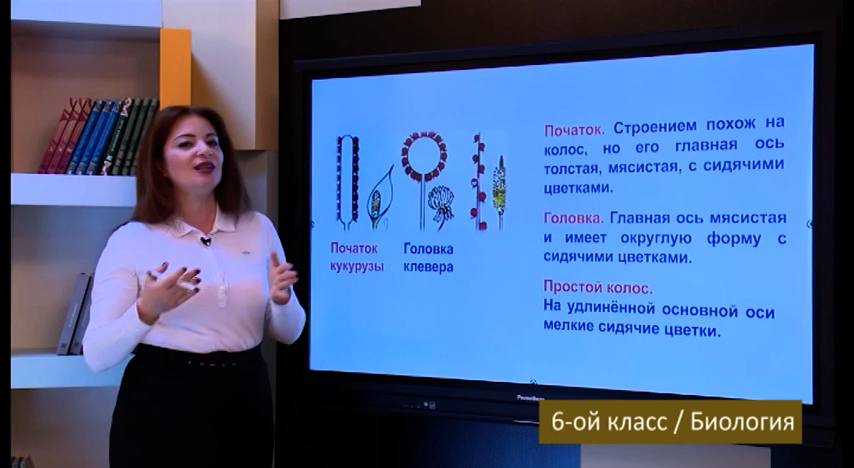 Початок. Строением похож на
колос, но его главная ось
толстая, мясистая, с сидячими
цветками.
Головка. Главная ось мясистая
и имеет округлую форму с
сидячими цветками.
Простой колос.
На удлинённой основной оси
мелкие сидячие цветки.
Початок
кукурузы
Головка
клевера
Promethean
6-ой класс / Биология